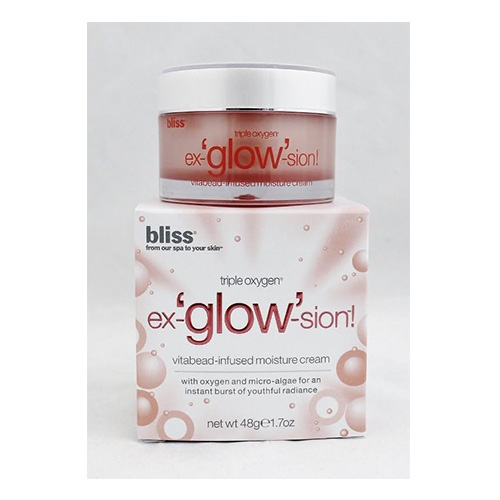 bliss®
triple oxygen®
ex-‘glow’-sion!
vitabead-infused moisture cream
bliss®
from our spa to your skin™
triple oxygen®
ex-‘glow’-sion!
vitabead-infused moisture cream
with oxygen and micro-algae for an
instant burst of youthful radiance
net wt 48g℮1.7oz